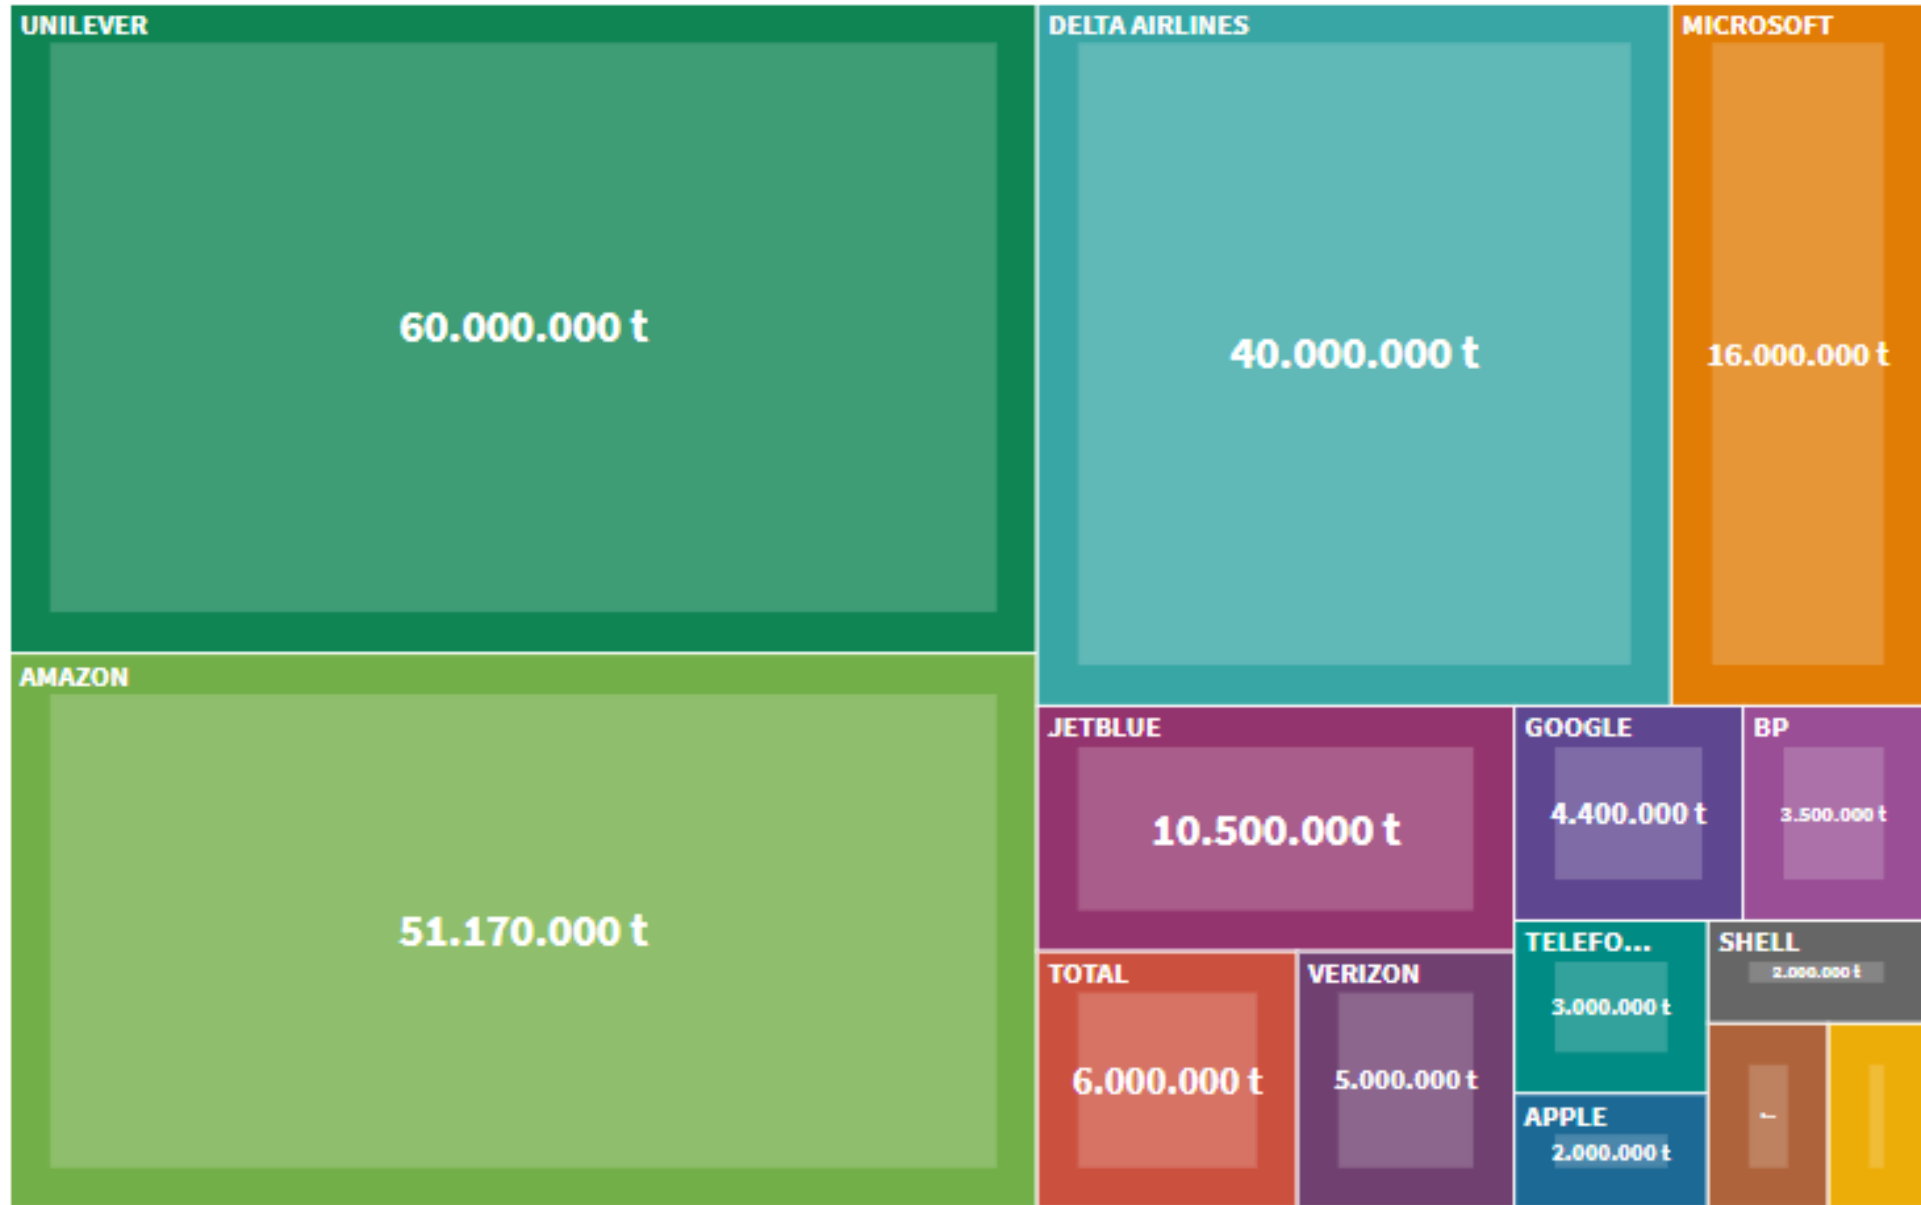 UNILEVER
60.000.000 t
DELTA AIRLINES
40.000.000 t
MICROSOFT
16.000.000 t
AMAZON
51.170.000 t
JETBLUE
10.500.000 t
GOOGLE
4.400.000 t
BP
3.500.000 t
TOTAL
6.000.000 t
VERIZON
5.000.000 t
TELEFO...
3.000.000 t
SHELL
2.000.000 t
APPLE
2.000.000 t